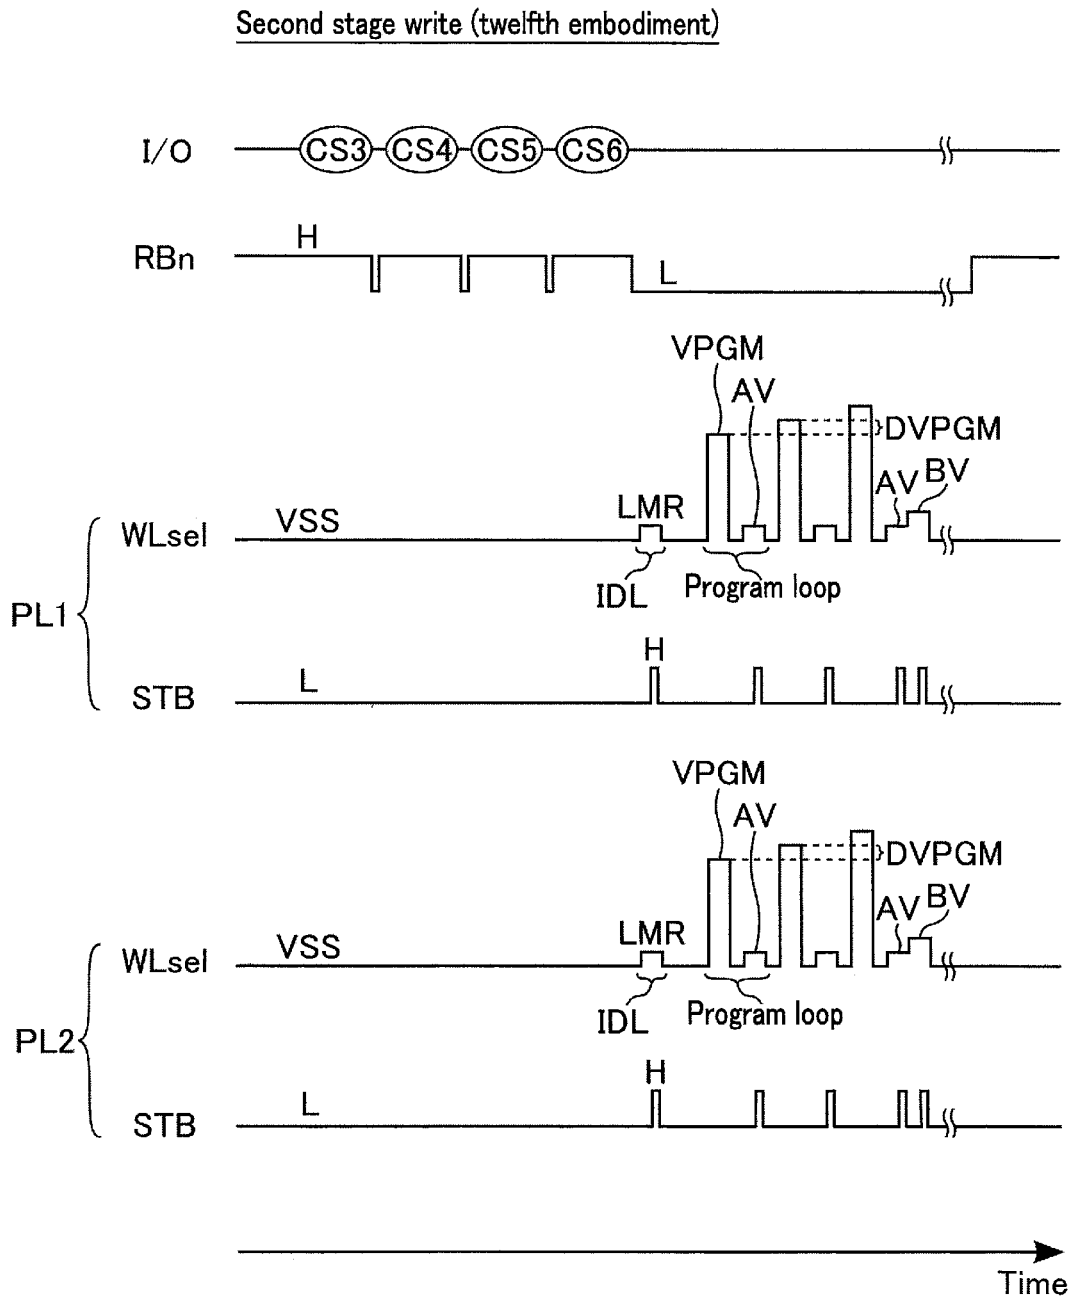 Second stage write (twelfth embodiment)
I/O CS3 CS4 CS5 CS6
H
RBn
L
VPGM
AV
DVPGM
AV BV
LMR
VSS
WLsel
IDL Program loop
PL1
H
L
STB
VPGM
AV
DVPGM
AV BV
LMR
VSS
WLsel
IDL Program loop
PL2
H
L
STB
Time